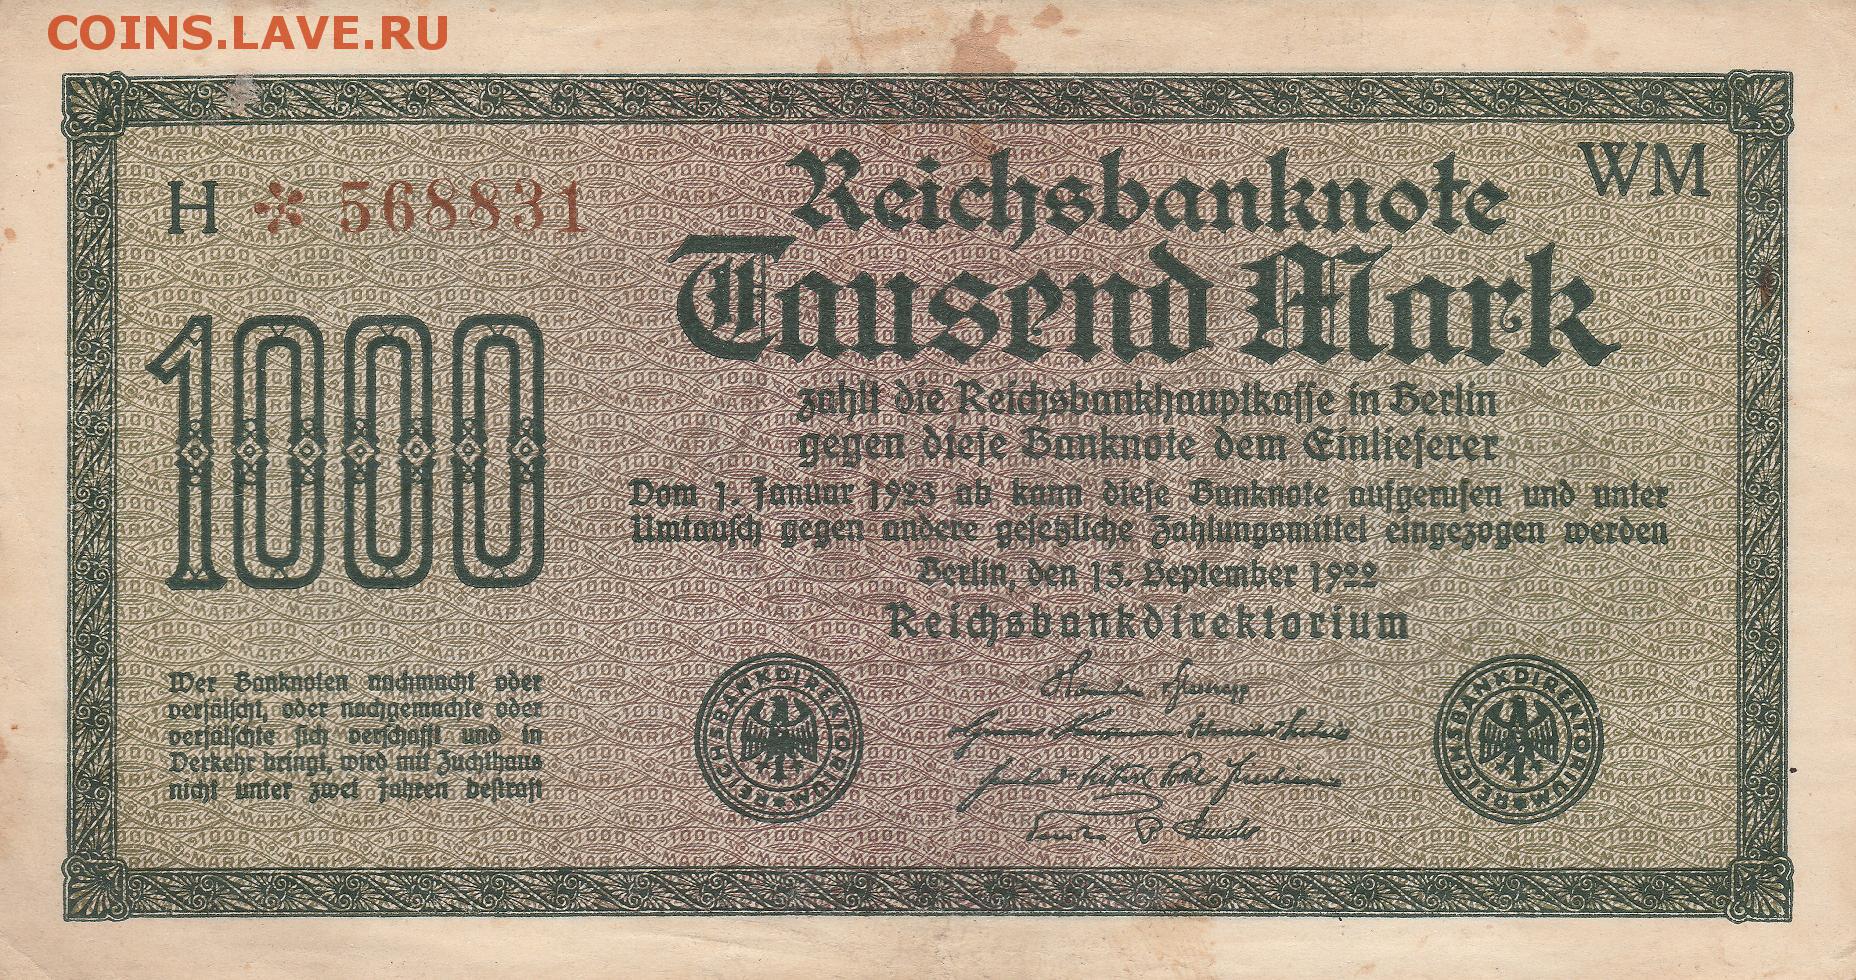 COINS.LAVE.RU
H * 568831
WM
Reichsbanknote
Tausend Mark
1000
zahlt die Reichsbankhauptkasse in Berlin
gegen diese Banknote dem Einlieferer
Vom 1. Januar 1923 ab kann diese Banknote aufgerufen und unter
Umtausch gegen andere gesetzliche Zahlungsmittel eingezogen werden
Berlin, den 15. September 1922
Reichsbankdirektorium
Wer Banknoten nachmacht oder
verfälscht, oder nachgemachte oder
verfälschte sich verschafft und in
Verkehr bringt, wird mit Zuchthaus
nicht unter zwei Jahren bestraft
REICHSBANKDIREKTORIUM
REICHSBANKDIREKTORIUM